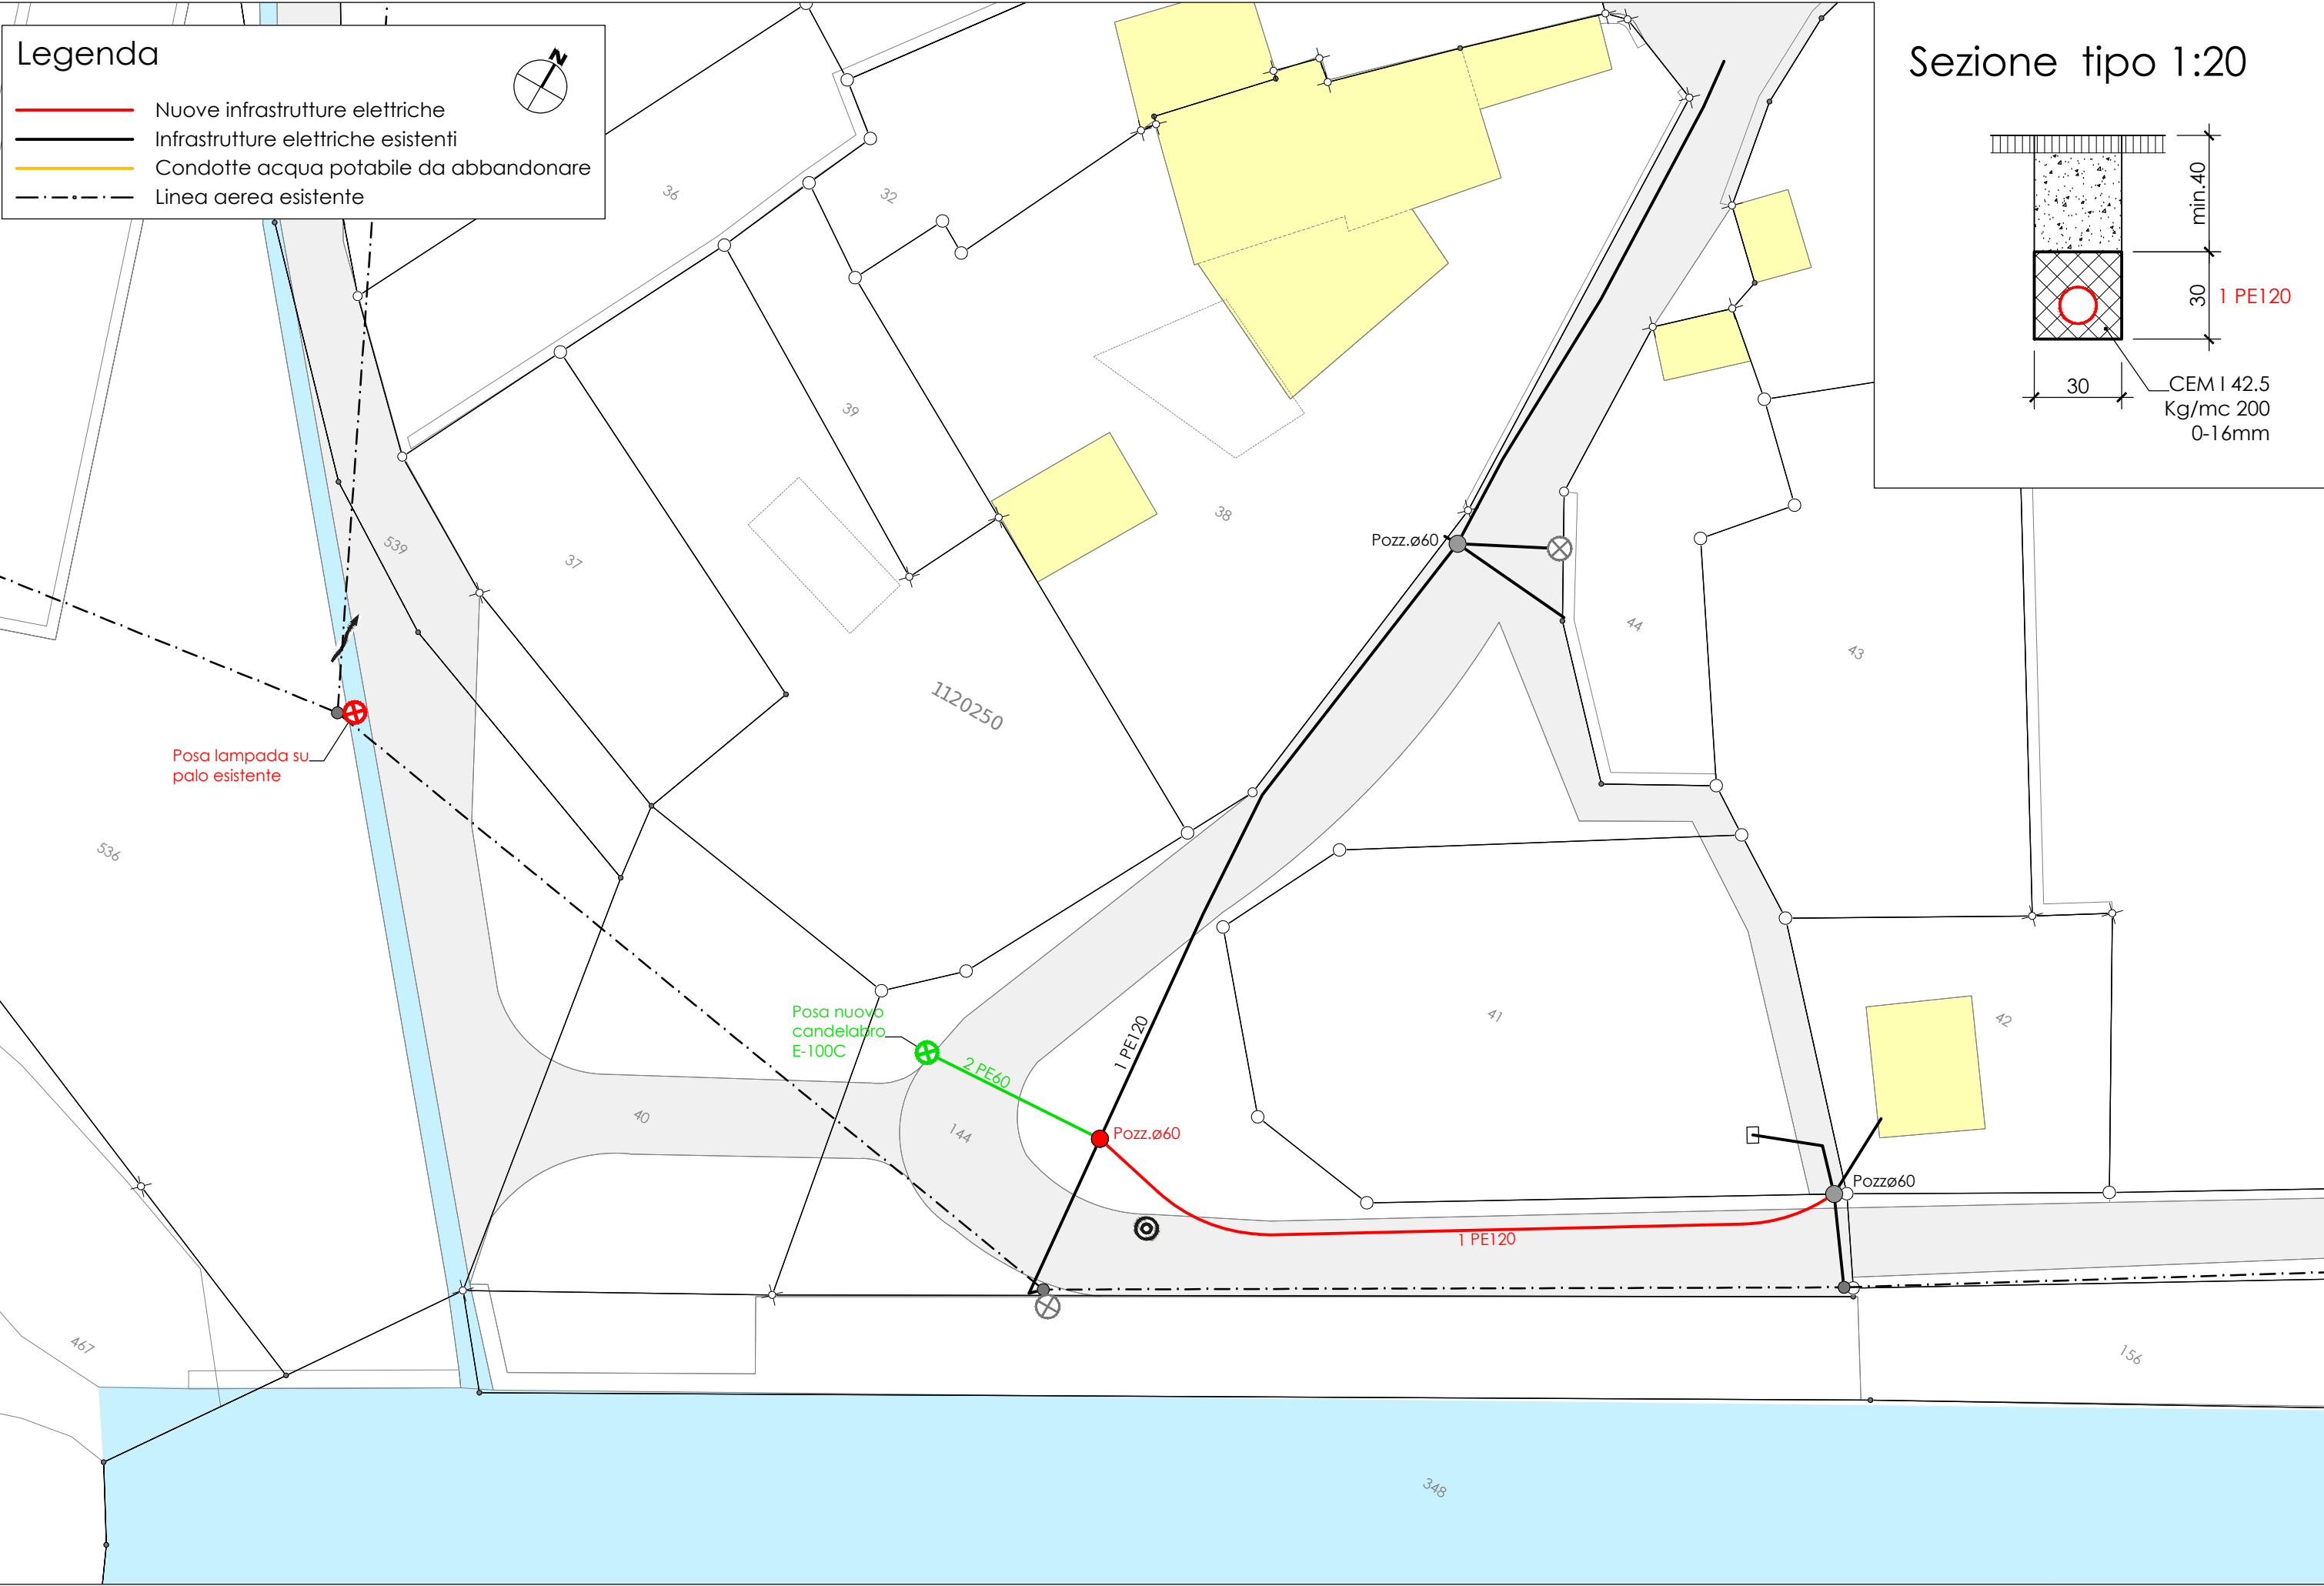 Legenda
N
Nuove infrastrutture elettriche
Infrastrutture elettriche esistenti
Condotte acqua potabile da abbandonare
Linea aerea esistente
Sezione tipo 1:20
min.40
30
1 PE120
30
CEM I 42.5
Kg/mc 200
0-16mm
36
32
39
38
37
539
Pozz.ø60
44
43
1120250
Posa lampada su
palo esistente
536
Posa nuovo
candelabro
E-100C
2 PE60
1 PE120
41
42
40
144
Pozz.ø60
Pozzø60
1 PE120
467
156
348